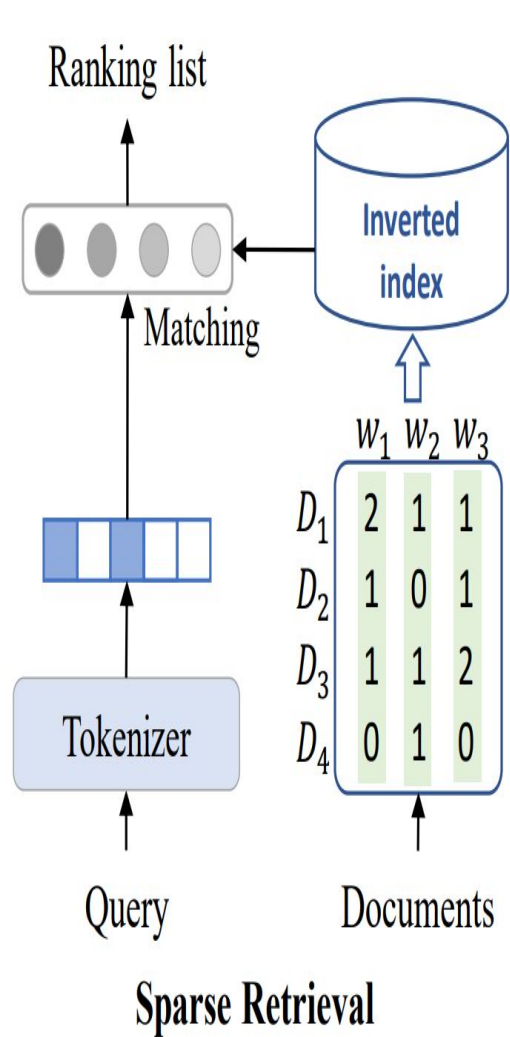 Ranking list
Inverted
index
Matching
w₁ w₂ w₃
D₁ 2 1 1
D₂ 1 0 1
D₃ 1 1 2
D₄ 0 1 0
Tokenizer
Query
Documents
Sparse Retrieval